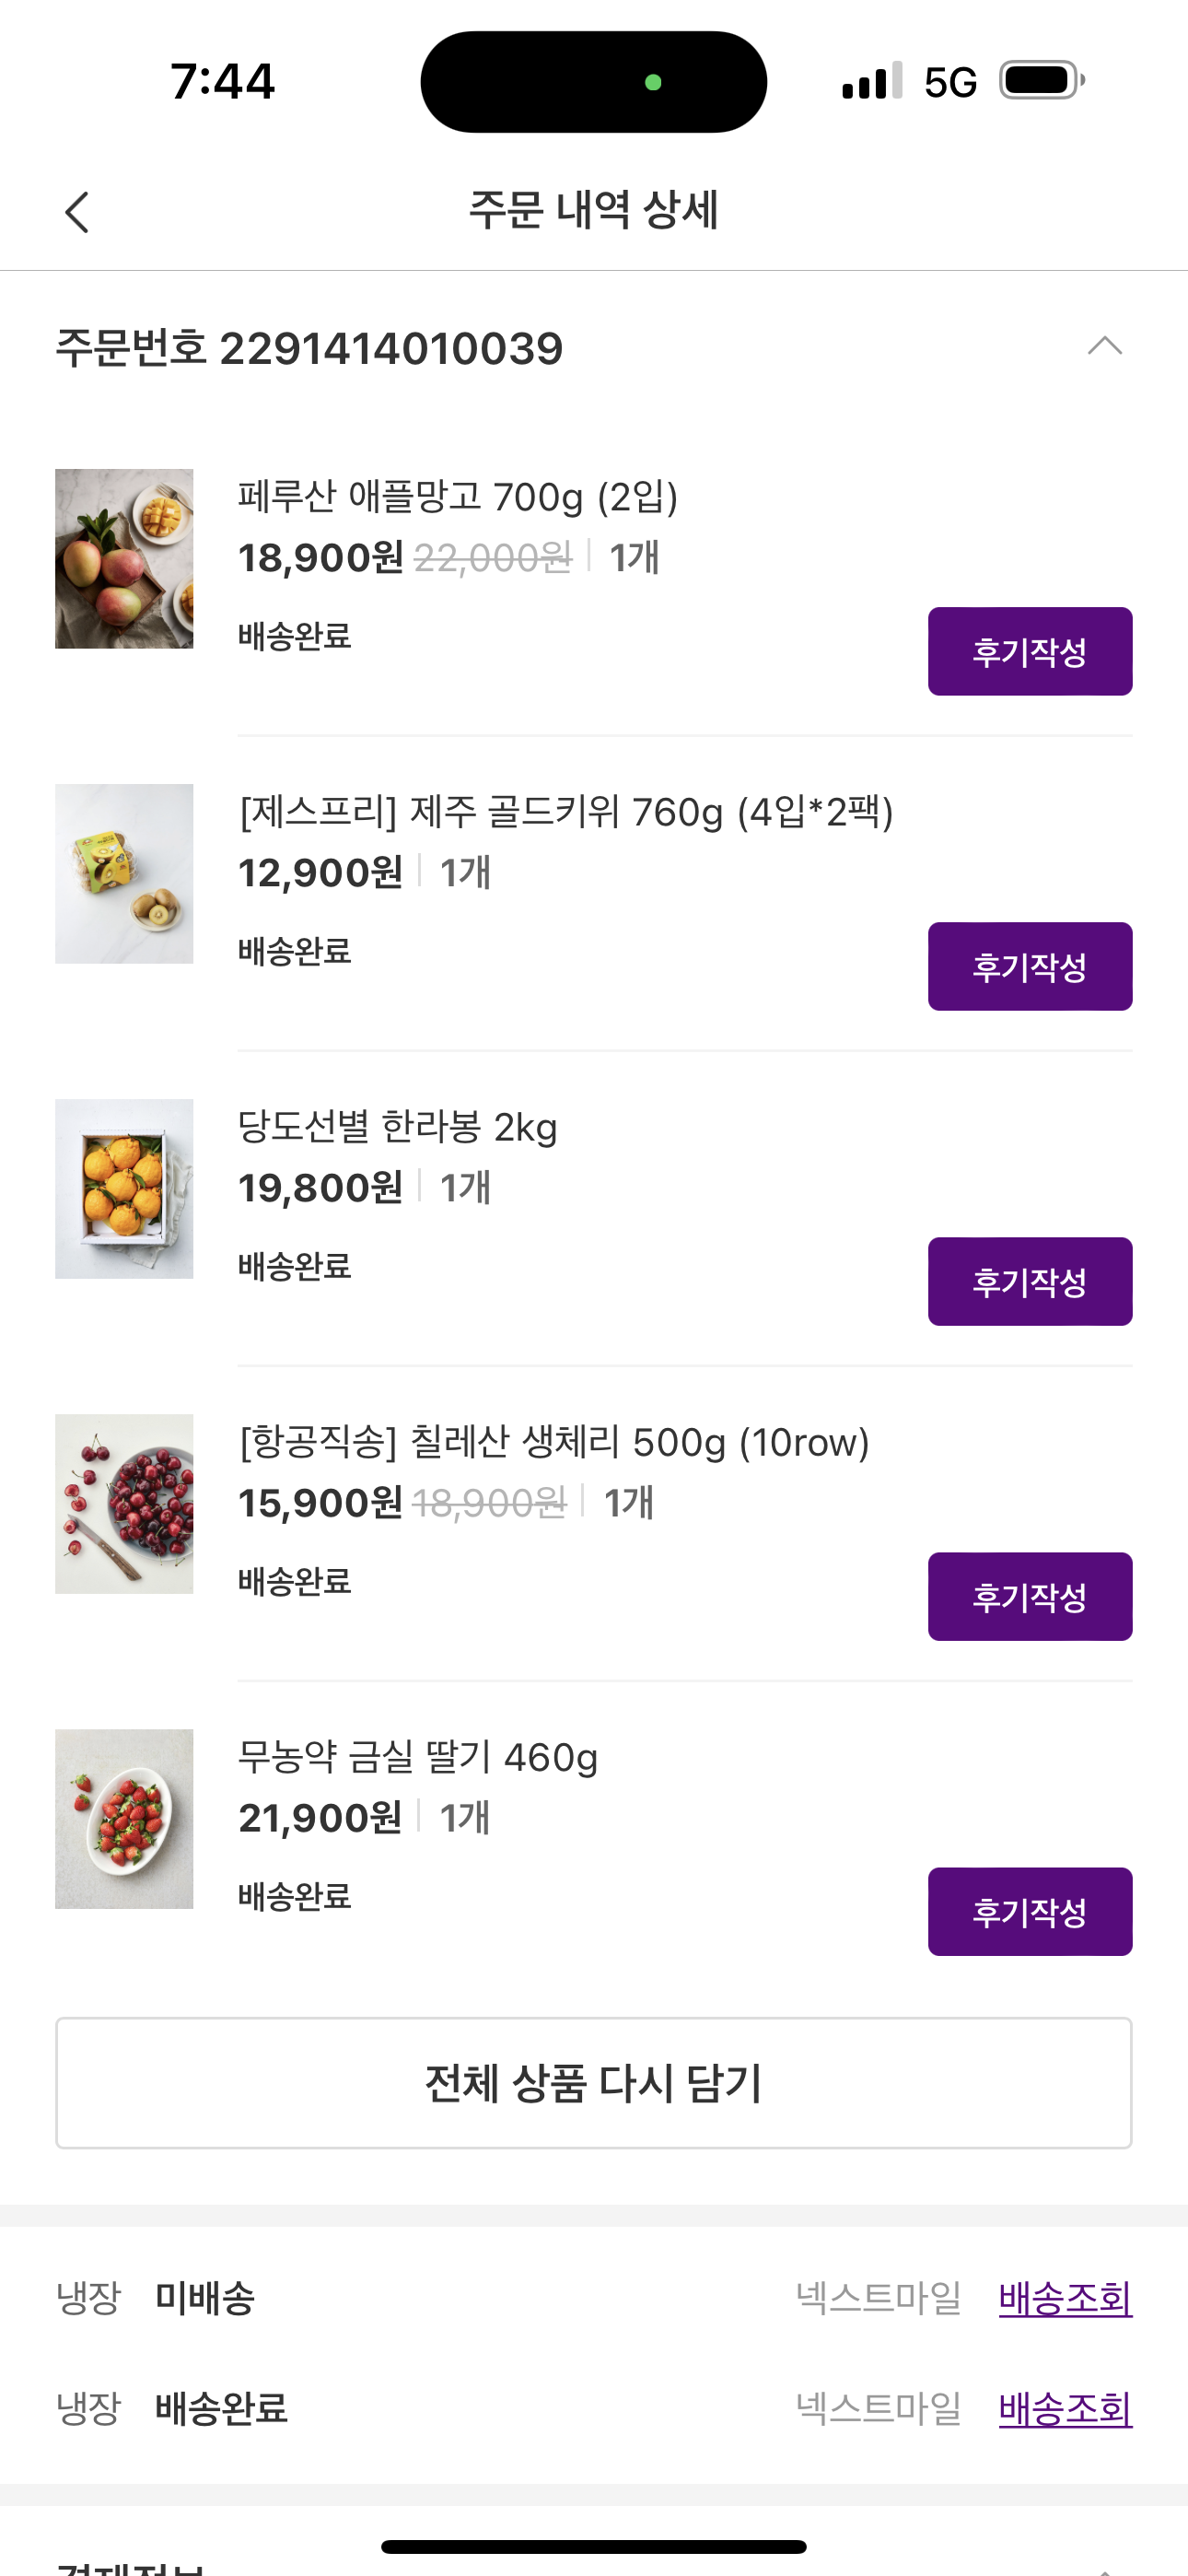 7:44
5G
주문 내역 상세
주문번호 2291414010039
페루산 애플망고 700g (2입)
18,900원 22,000원 1개
배송완료
후기작성
[제스프리] 제주 골드키위 760g (4입*2팩)
12,900원 1개
배송완료
후기작성
당도선별 한라봉 2kg
19,800원 1개
배송완료
후기작성
[항공직송] 칠레산 생체리 500g (10row)
15,900원 18,900원 1개
배송완료
후기작성
무농약 금실 딸기 460g
21,900원 1개
배송완료
후기작성
전체 상품 다시 담기
냉장 미배송 넥스트마일 배송조회
냉장 배송완료 넥스트마일 배송조회